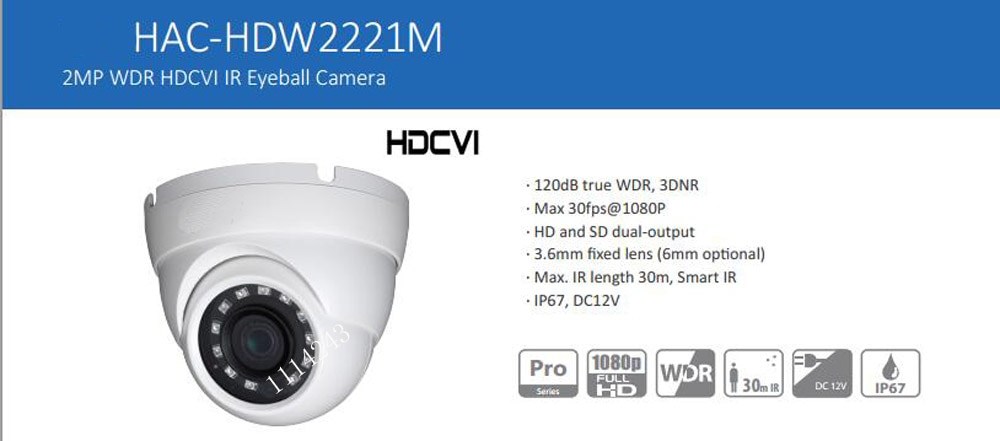 HAC-HDW2221M
2MP WDR HDCVI IR Eyeball Camera
HDCVI
· 120dB true WDR, 3DNR
· Max 30fps@1080P
· HD and SD dual-output
· 3.6mm fixed lens (6mm optional)
· Max. IR length 30m, Smart IR
· IP67, DC12V
1114243
Pro
Series
1080p
FULL
HD
WDR
30m IR
DC 12V
IP67